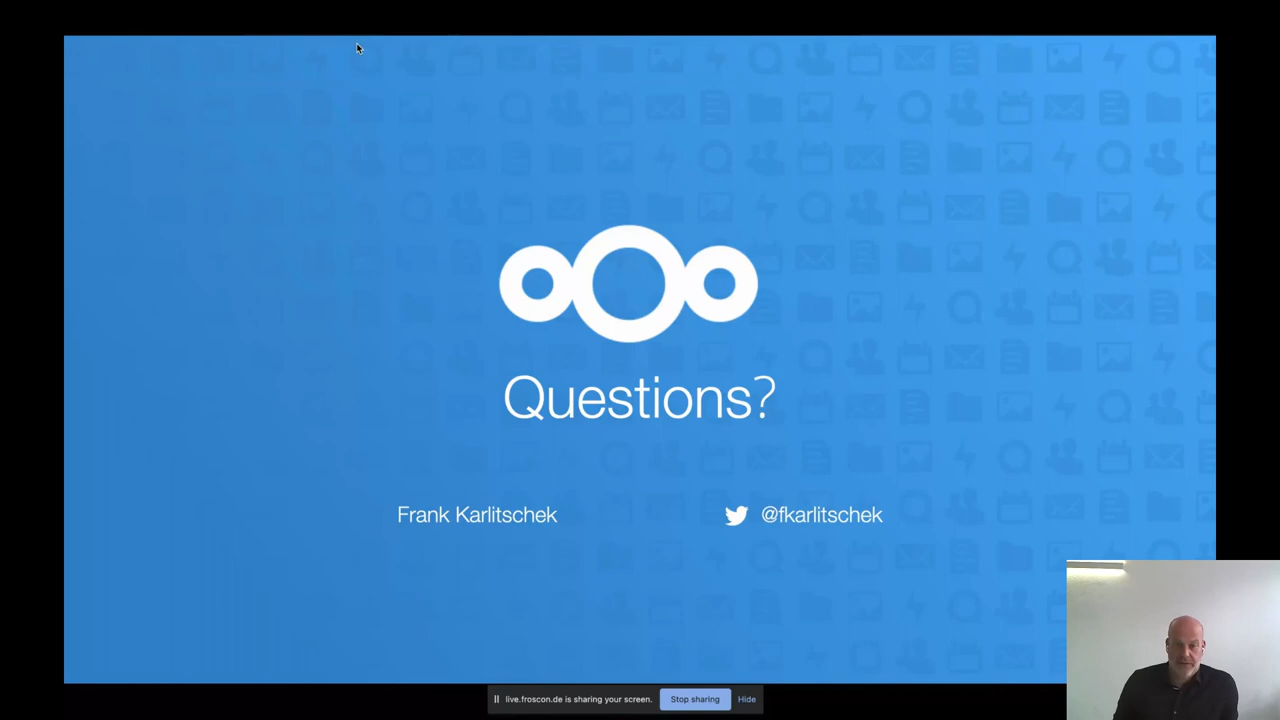 Questions?
Frank Karlitschek
@fkarlitschek
live.froscon.de is sharing your screen.
Stop sharing
Hide